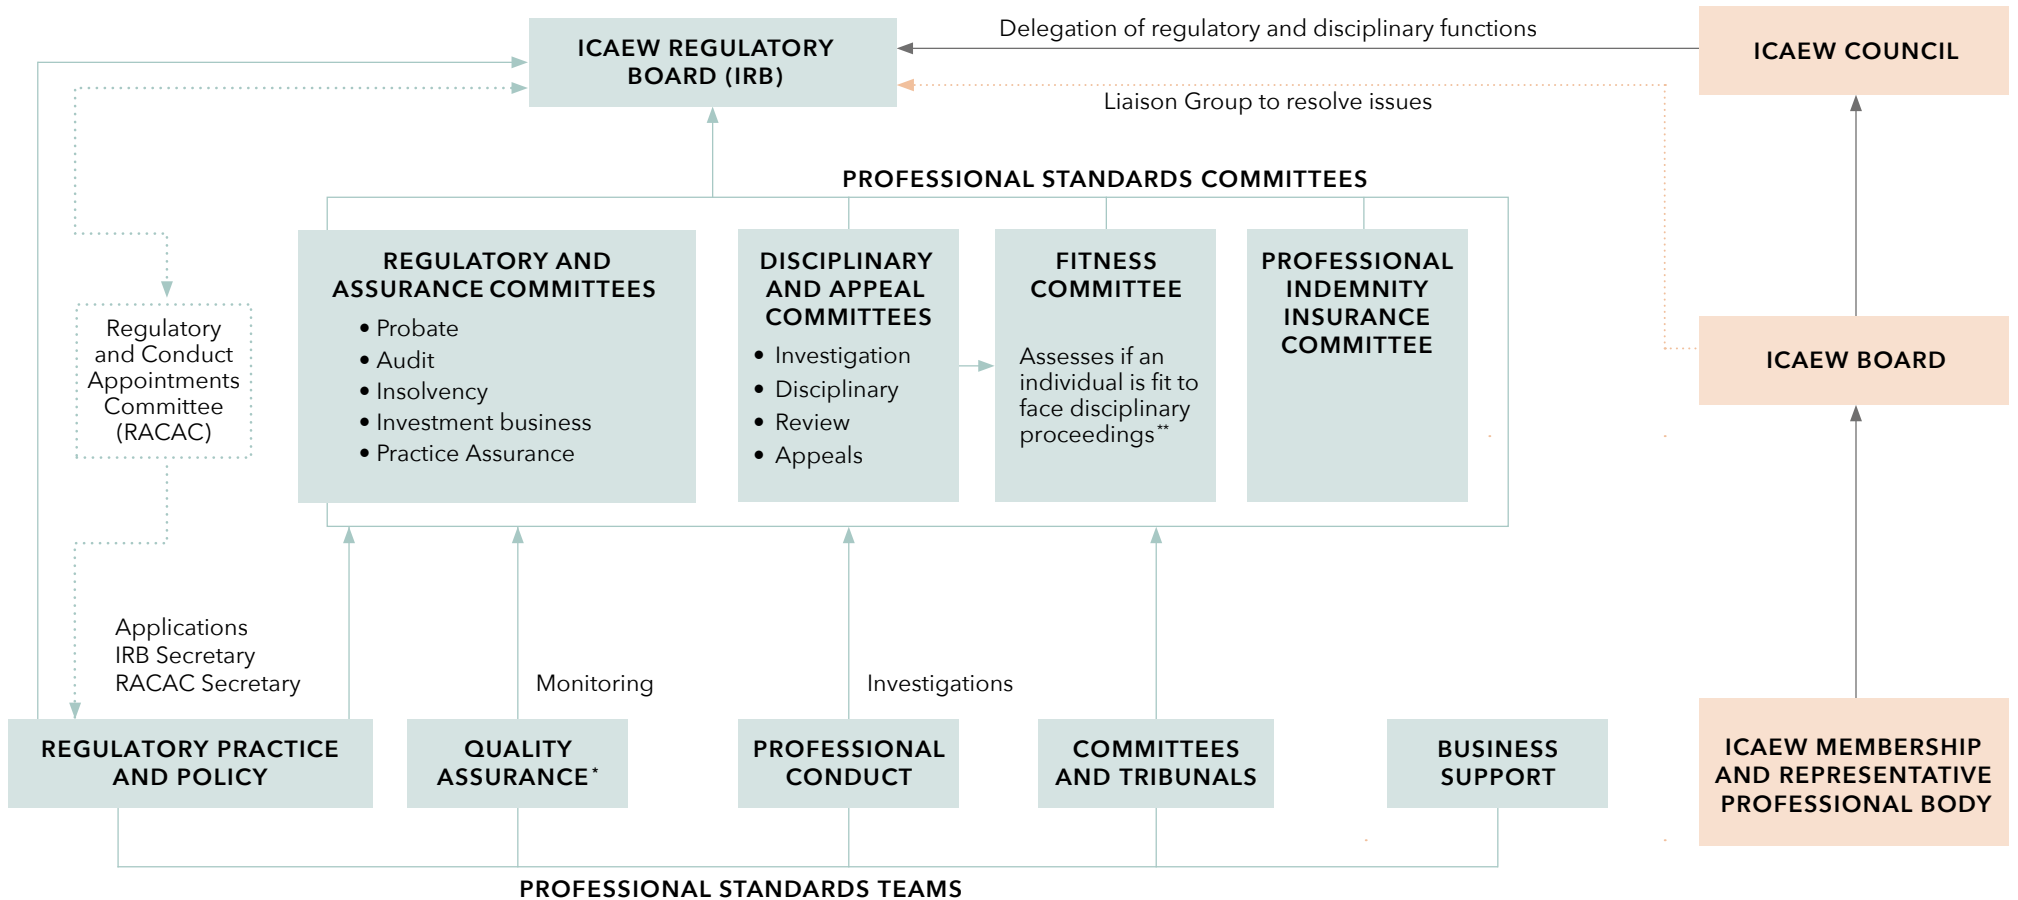 ICAEW REGULATORY
BOARD (IRB)
Delegation of regulatory and disciplinary functions
ICAEW COUNCIL
Liaison Group to resolve issues
PROFESSIONAL STANDARDS COMMITTEES
REGULATORY AND
ASSURANCE COMMITTEES
• Probate
• Audit
• Insolvency
• Investment business
• Practice Assurance
DISCIPLINARY
AND APPEAL
COMMITTEES
• Investigation
• Disciplinary
• Review
• Appeals
FITNESS
COMMITTEE
Assesses if an
individual is fit to
face disciplinary
proceedings**
PROFESSIONAL
INDEMNITY
INSURANCE
COMMITTEE
Regulatory
and Conduct
Appointments
Committee
(RACAC)
ICAEW BOARD
Applications
IRB Secretary
RACAC Secretary
Monitoring
Investigations
REGULATORY PRACTICE
AND POLICY
QUALITY
ASSURANCE*
PROFESSIONAL
CONDUCT
COMMITTEES
AND TRIBUNALS
BUSINESS
SUPPORT
ICAEW MEMBERSHIP
AND REPRESENTATIVE
PROFESSIONAL BODY
PROFESSIONAL STANDARDS TEAMS